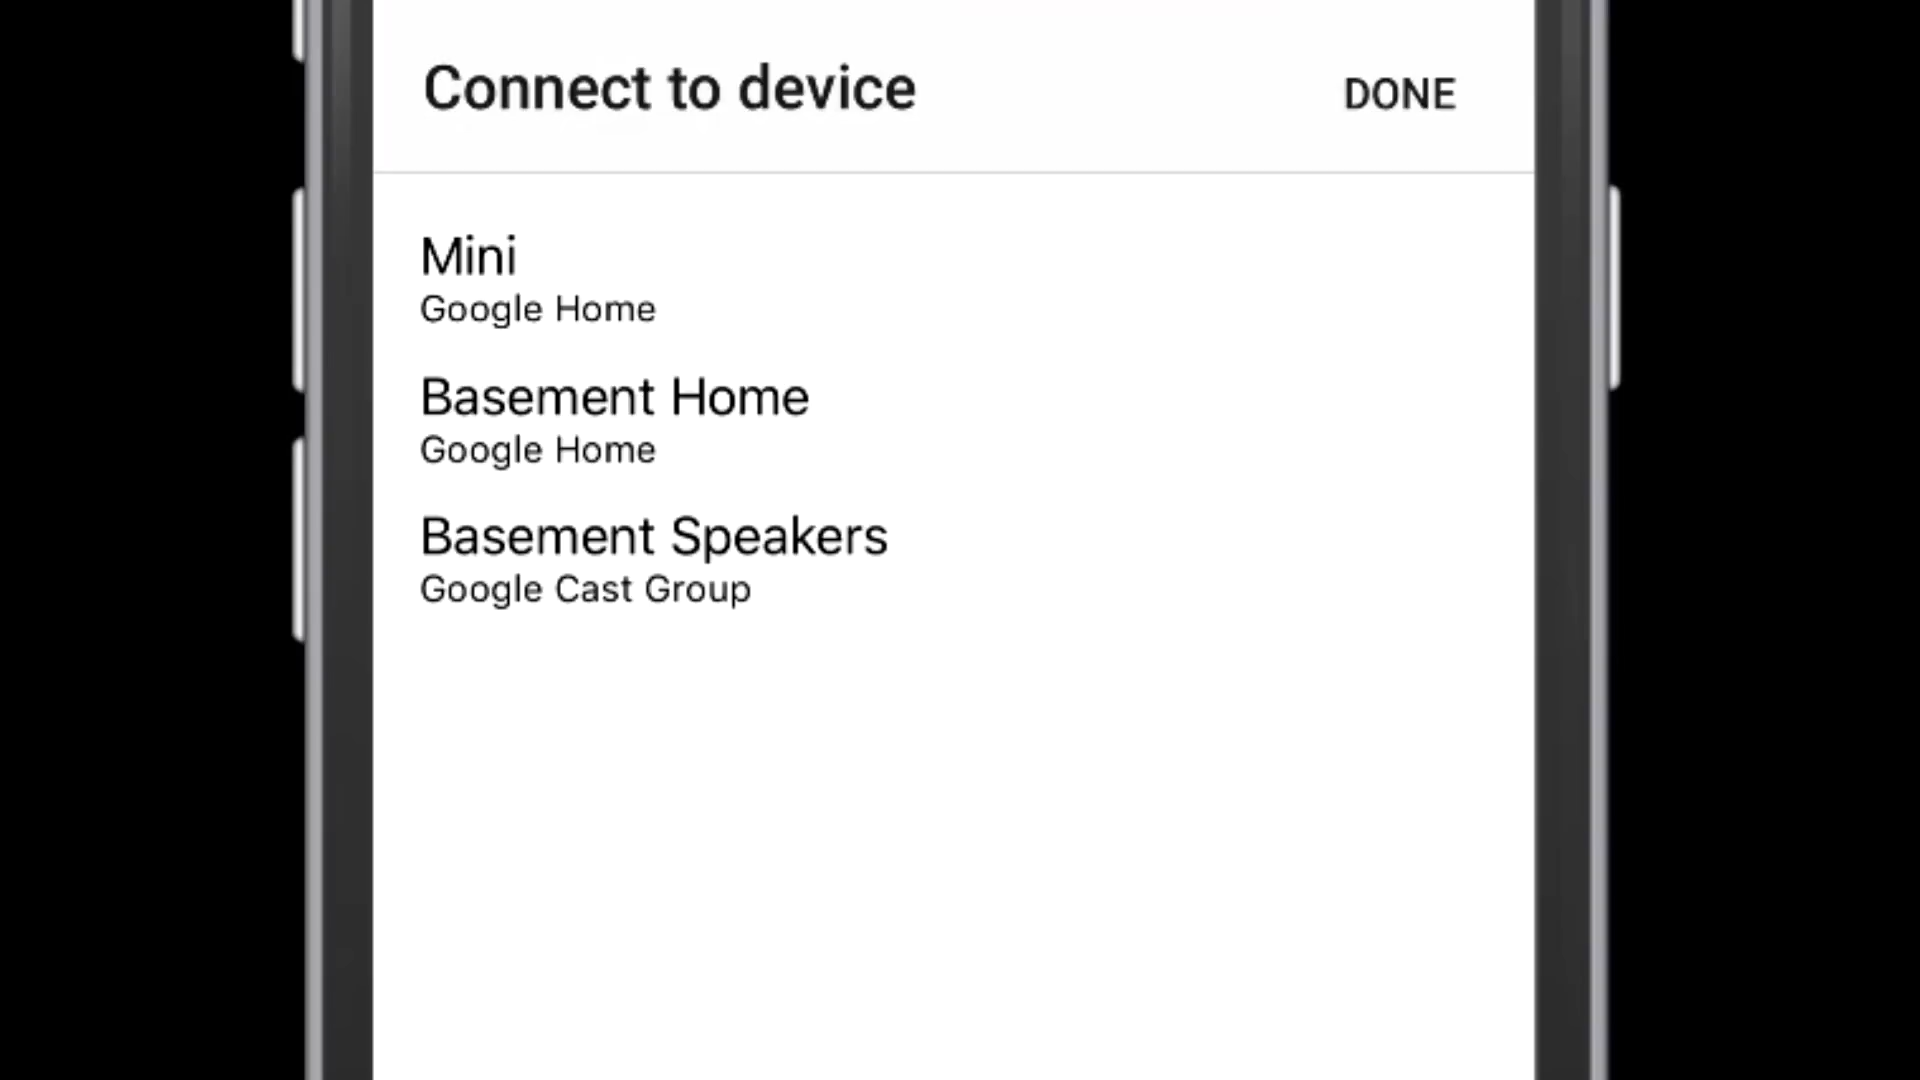 Connect to device
DONE
Mini
Google Home
Basement Home
Google Home
Basement Speakers
Google Cast Group